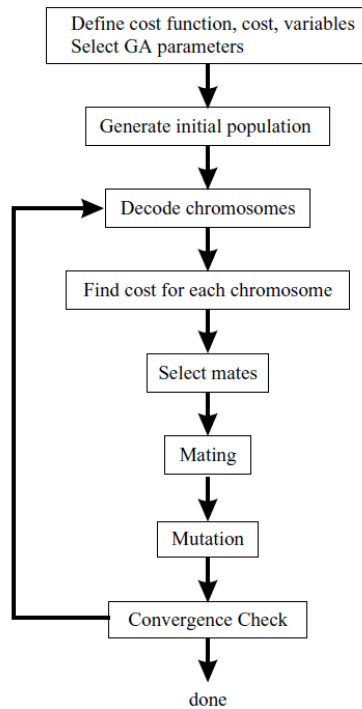 Define cost function, cost, variables
Select GA parameters
Generate initial population
Decode chromosomes
Find cost for each chromosome
Select mates
Mating
Mutation
Convergence Check
done